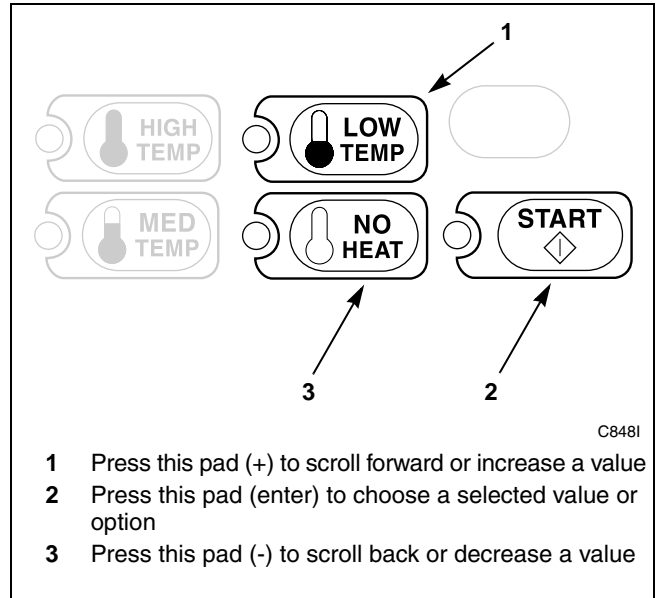 1
HIGH
TEMP
LOW
TEMP
MED
TEMP
NO
HEAT
START
3
2
C848I
1 Press this pad (+) to scroll forward or increase a value
2 Press this pad (enter) to choose a selected value or
option
3 Press this pad (-) to scroll back or decrease a value